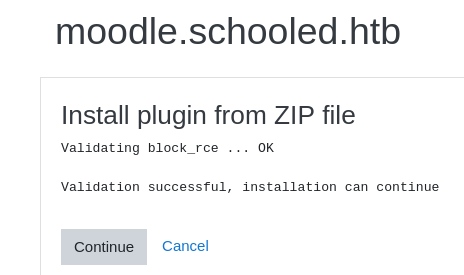 moodle.schooled.htb
Install plugin from ZIP file
Validating block_rce ... OK
Validation successful, installation can continue
Continue Cancel